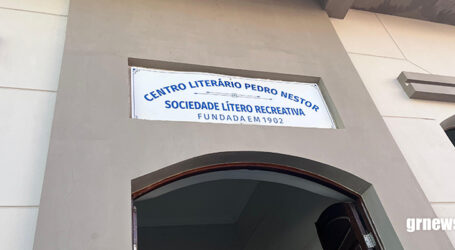 CENTRO LITERÁRIO PEDRO NESTOR
SOCIEDADE LÍTERO RECREATIVA
FUNDADA EM 1902
grnews